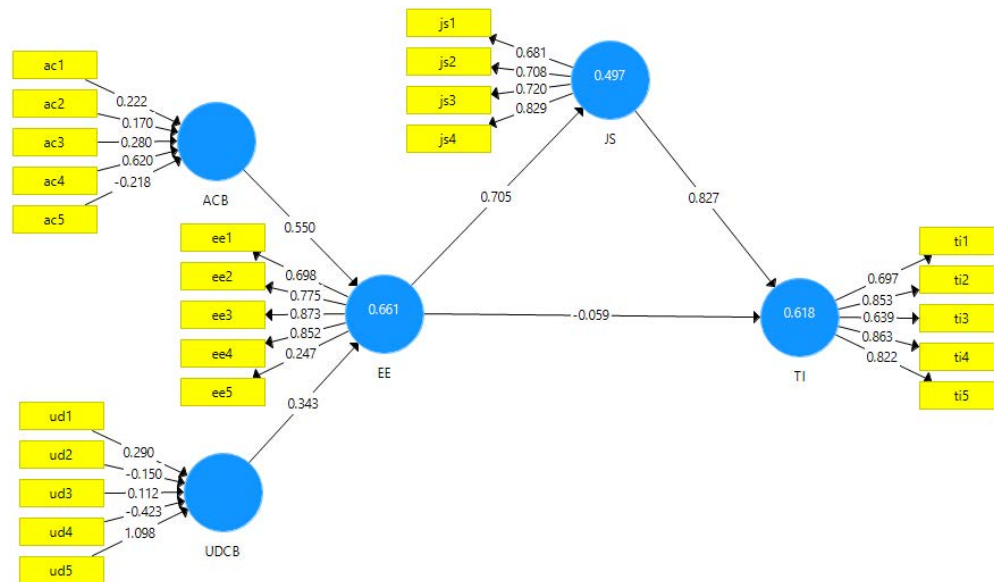 js1
js2
js3
js4
0.681
0.708
0.720
0.829
0.497
JS
ac1
ac2
ac3
ac4
ac5
0.222
0.170
0.280
0.620
-0.218
ACB
0.550
0.705
0.827
ee1
ee2
ee3
ee4
ee5
0.698
0.775
0.873
0.852
0.247
0.661
EE
-0.059
0.618
TI
0.697
0.853
0.639
0.863
0.822
ti1
ti2
ti3
ti4
ti5
0.343
ud1
ud2
ud3
ud4
ud5
0.290
-0.150
0.112
-0.423
1.098
UDCB